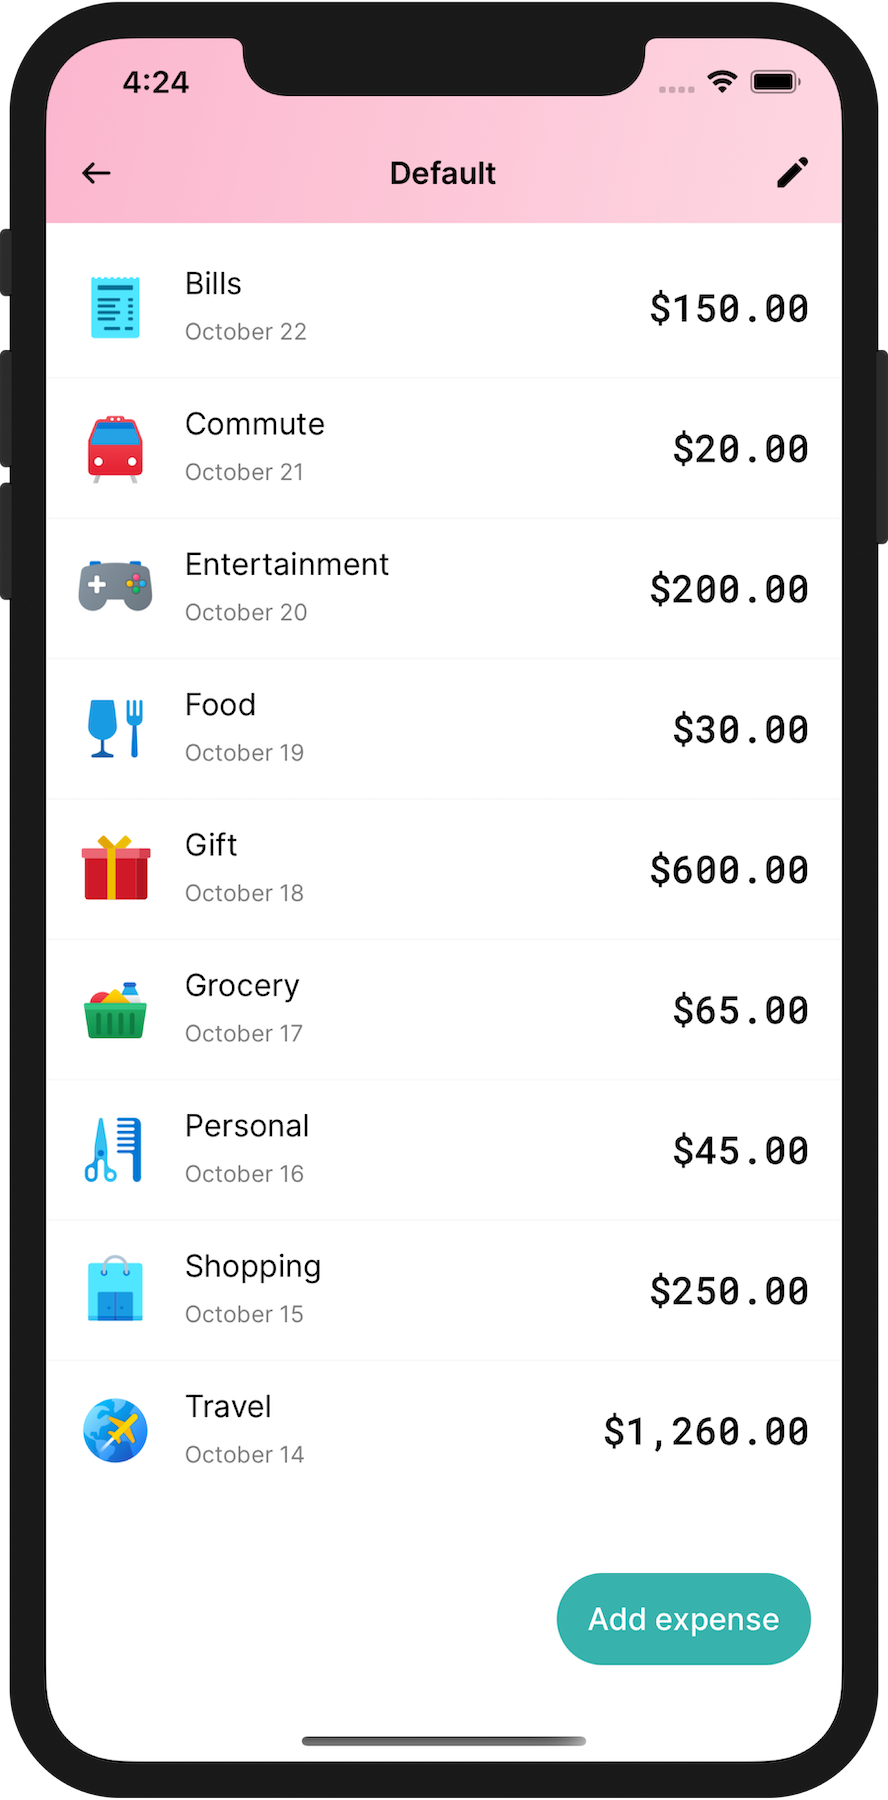 4:24
Default
Bills
October 22
$150.00
Commute
October 21
$20.00
Entertainment
October 20
$200.00
Food
October 19
$30.00
Gift
October 18
$600.00
Grocery
October 17
$65.00
Personal
October 16
$45.00
Shopping
October 15
$250.00
Travel
October 14
$1,260.00
Add expense